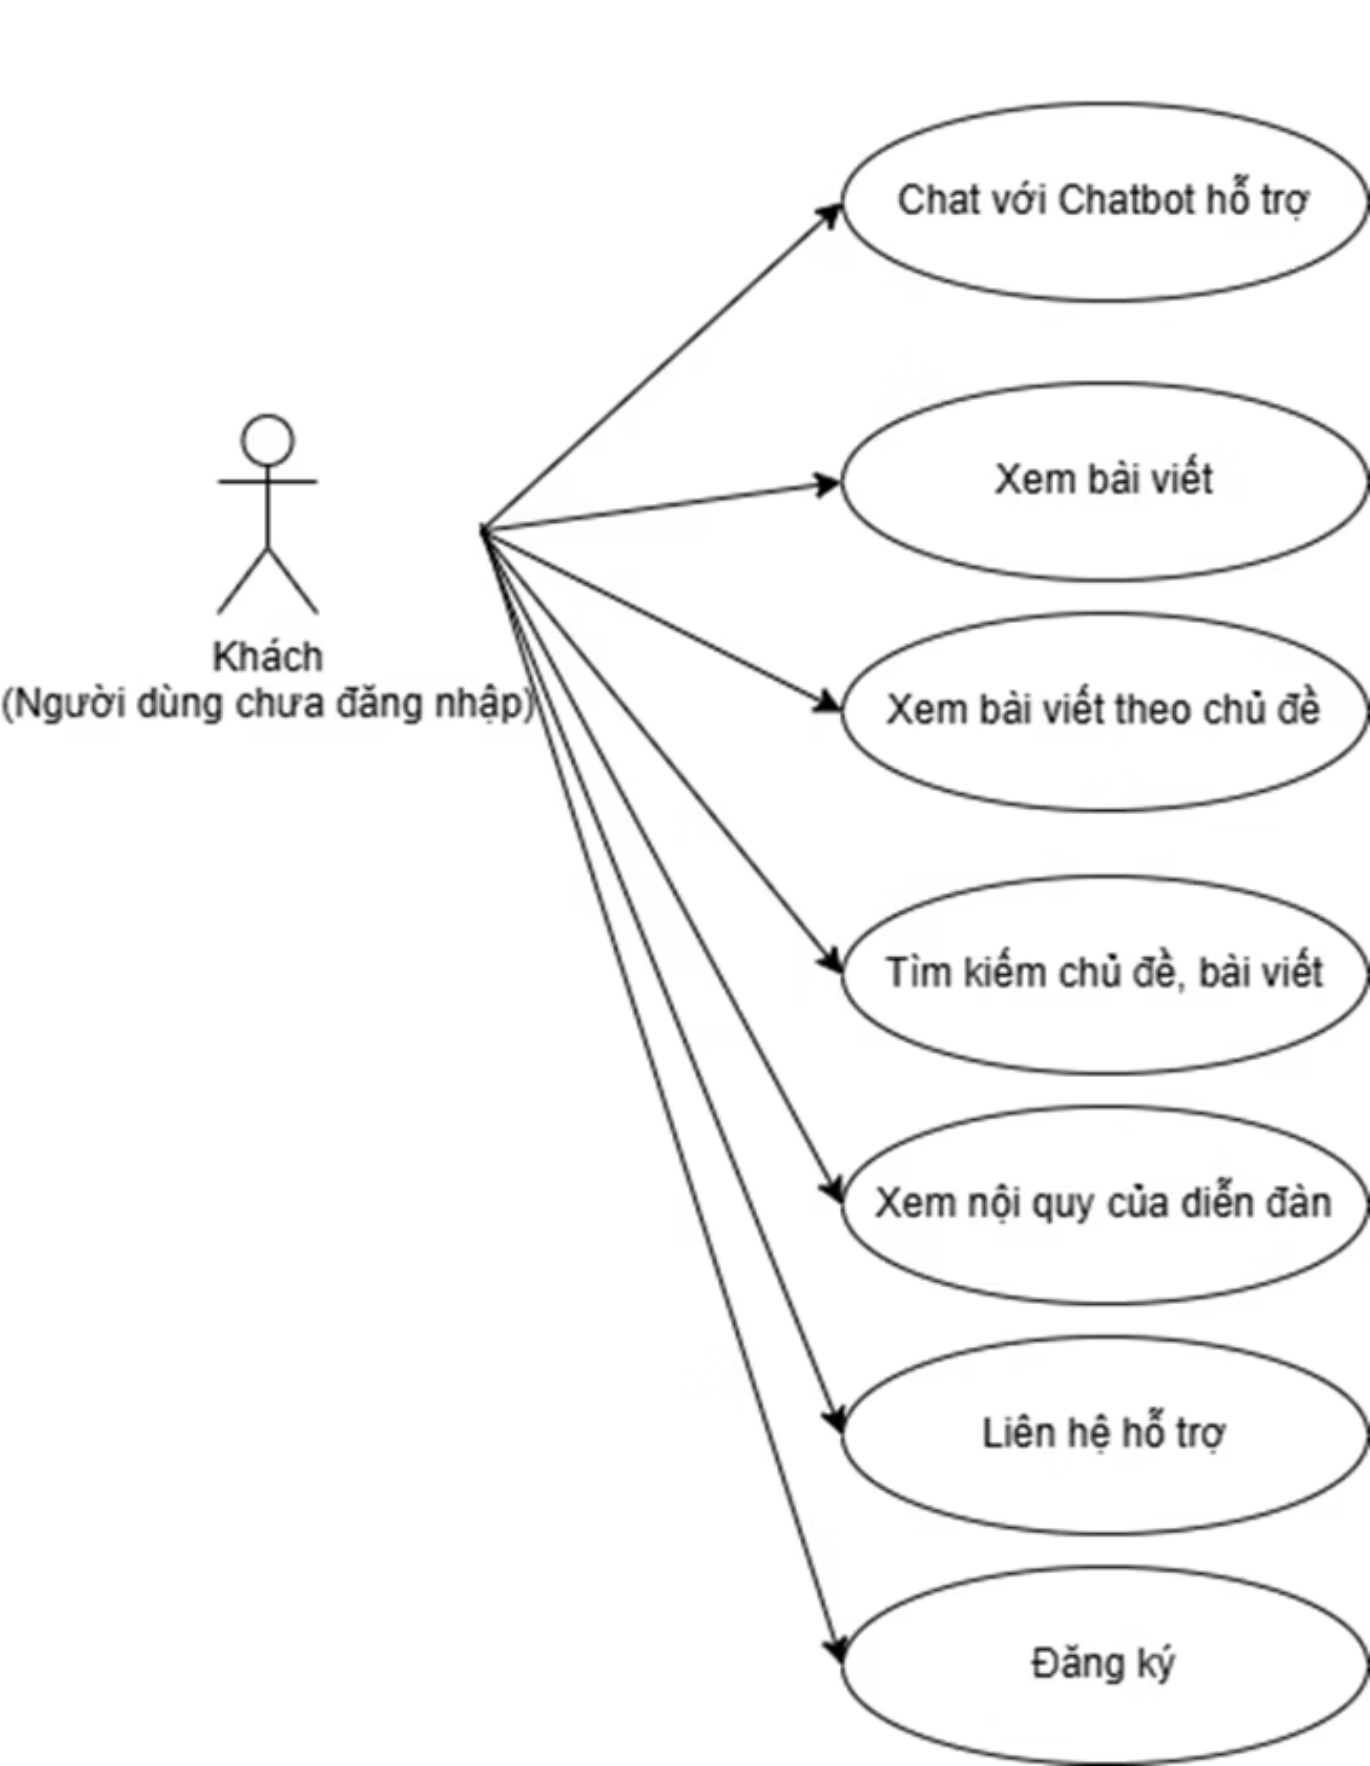 Chat với Chatbot hỗ trợ
Xem bài viết
Khách
(Người dùng chưa đăng nhập)
Xem bài viết theo chủ đề
Tìm kiếm chủ đề, bài viết
Xem nội quy của diễn đàn
Liên hệ hỗ trợ
Đăng ký